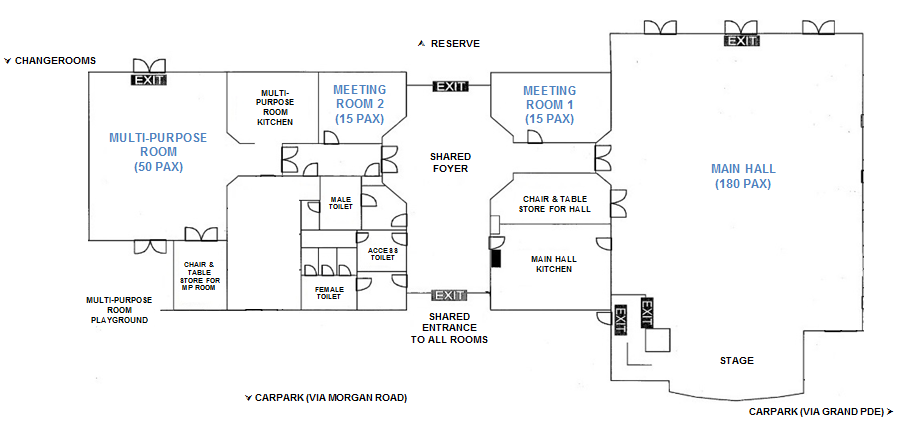 RESERVE
CHANGEROOMS
EXIT
EXIT
EXIT
EXIT
MULTI-
PURPOSE
ROOM
KITCHEN
MEETING
ROOM 2
(15 PAX)
MEETING
ROOM 1
(15 PAX)
MULTI-PURPOSE
ROOM
(50 PAX)
SHARED
FOYER
MAIN HALL
(180 PAX)
MALE
TOILET
CHAIR & TABLE
STORE FOR HALL
ACCESS
TOILET
MAIN HALL
KITCHEN
CHAIR &
TABLE
STORE FOR
MP ROOM
FEMALE
TOILET
EXIT
EXIT
EXIT
MULTI-PURPOSE
ROOM
PLAYGROUND
SHARED
ENTRANCE
TO ALL ROOMS
STAGE
CARPARK (VIA MORGAN ROAD)
CARPARK (VIA GRAND PDE)